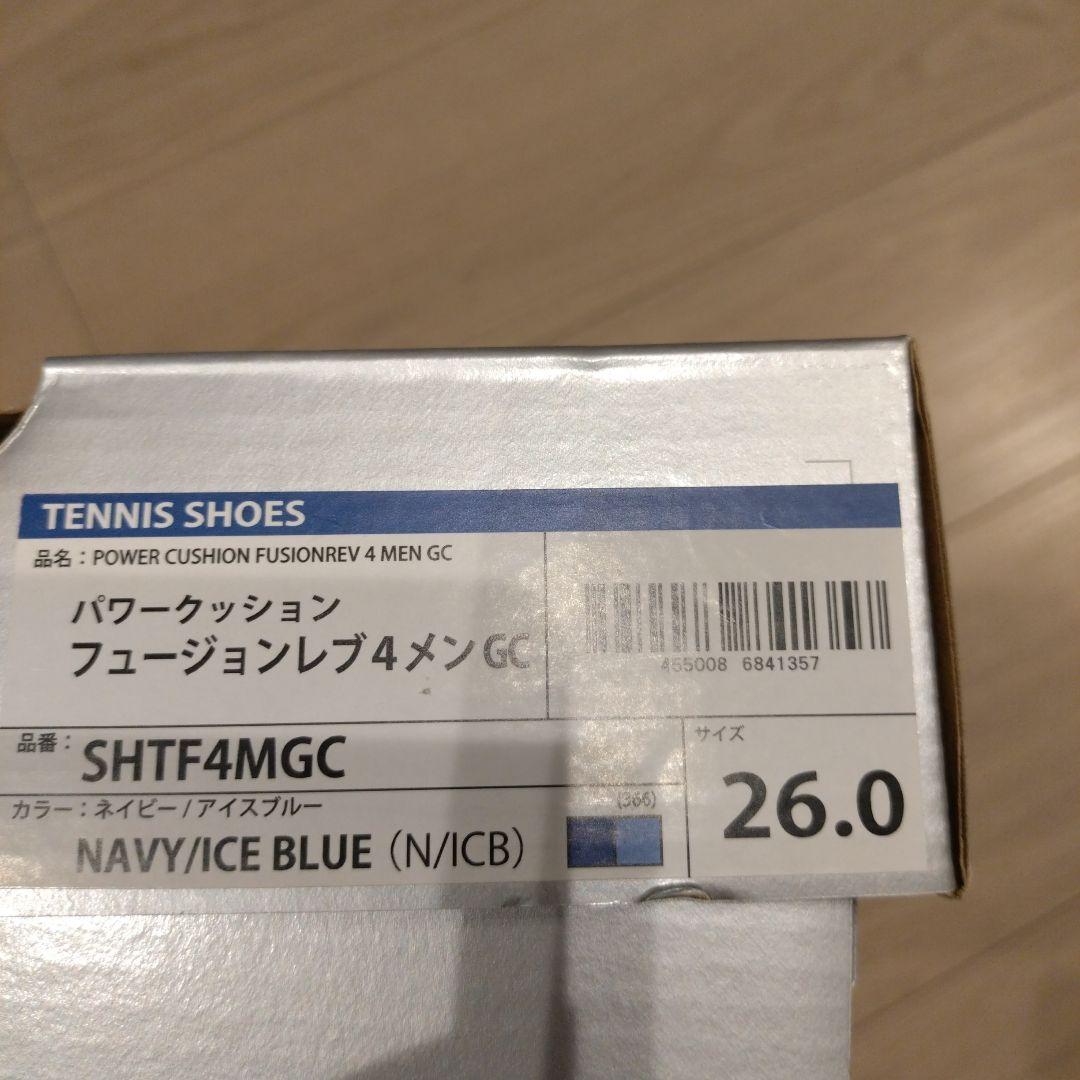 TENNIS SHOES
品名：POWER CUSHION FUSIONREV 4 MEN GC
パワークッション
フュージョンレブ4メンGC
455008 6841357
品番：SHTF4MGC
サイズ
26.0
カラー：ネイビー/アイスブルー
(366)
NAVY/ICE BLUE（N/ICB）